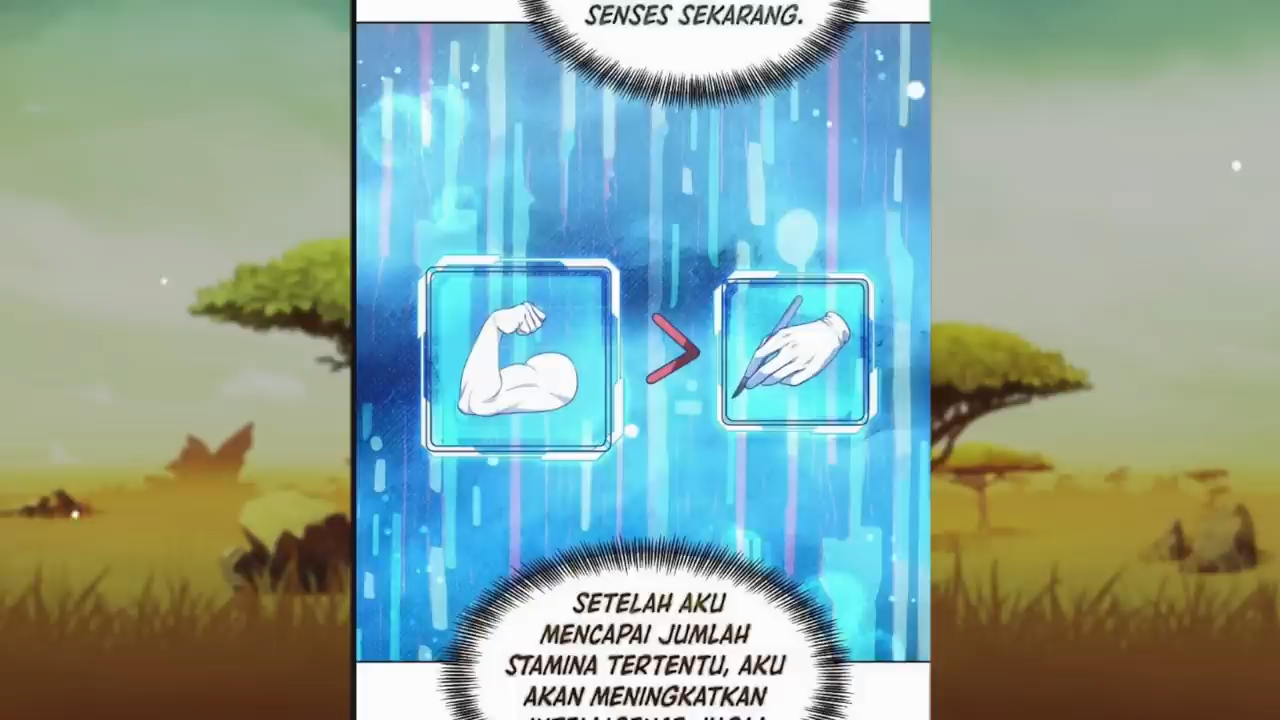 SENSES SEKARANG.
SETELAH AKU
MENCAPAI JUMLAH
STAMINA TERTENTU, AKU
AKAN MENINGKATKAN